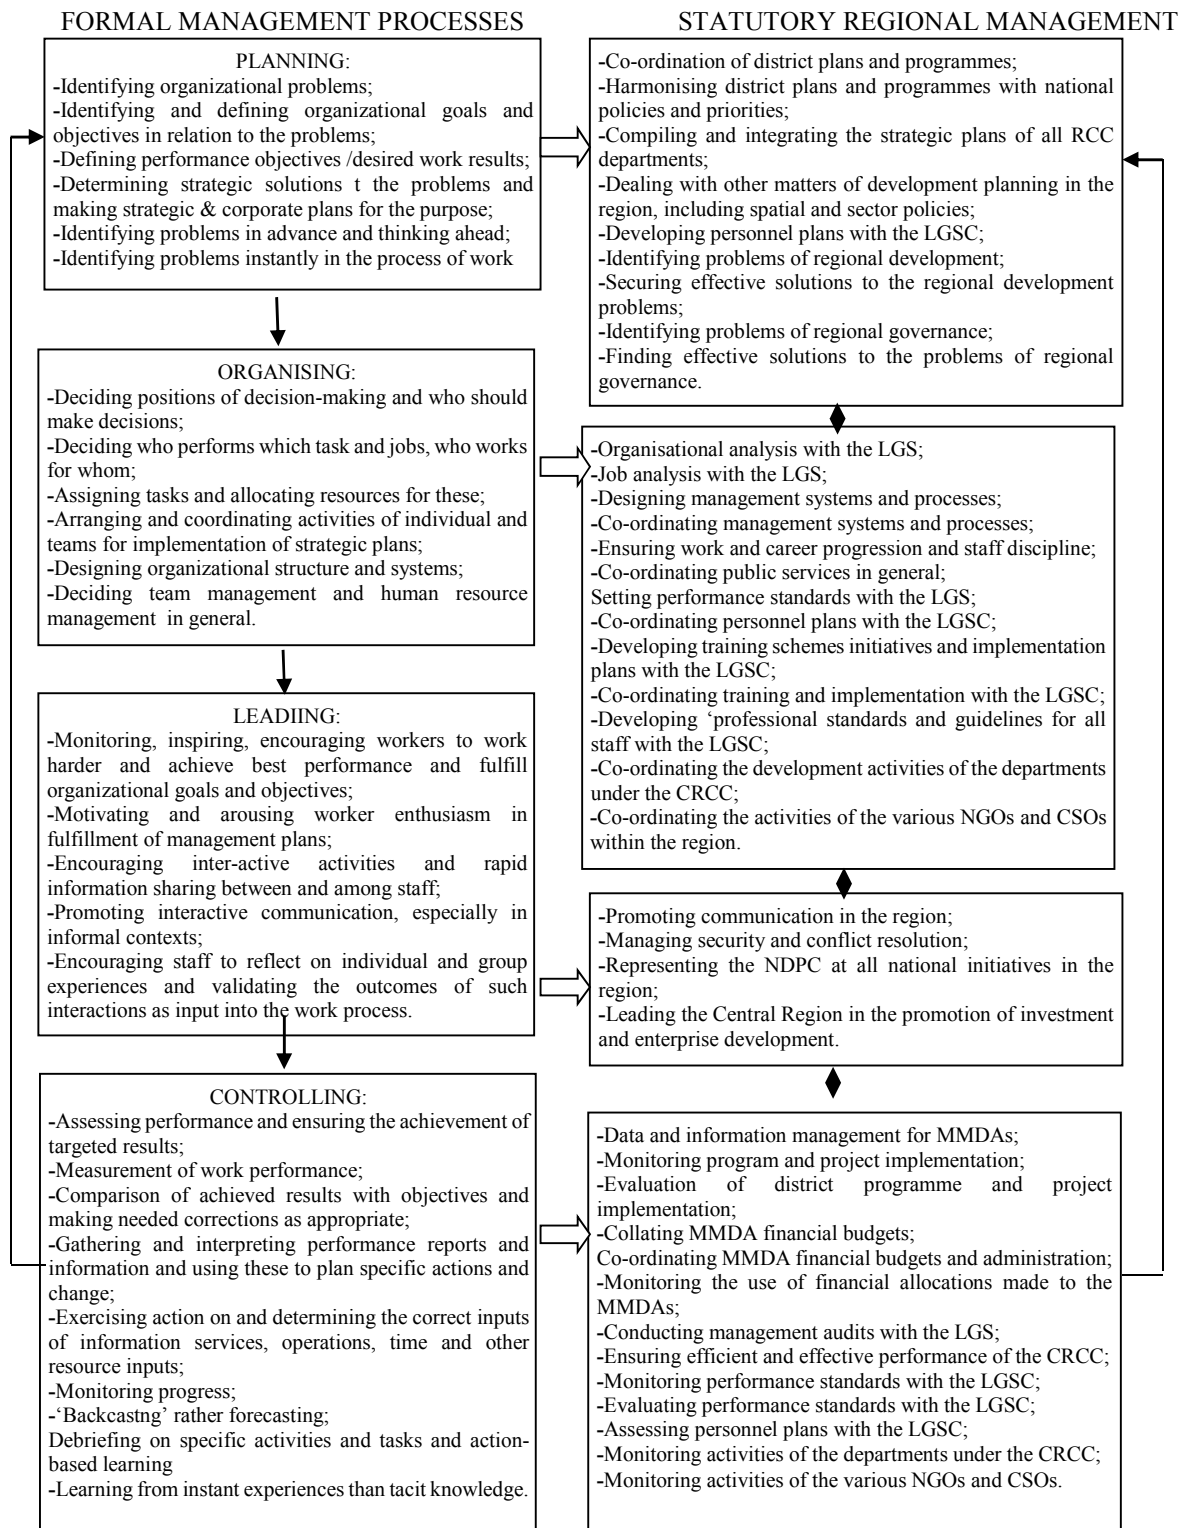 FORMAL MANAGEMENT PROCESSES
PLANNING:
-Identifying organizational problems;
-Identifying and defining organizational goals and
objectives in relation to the problems;
-Defining performance objectives /desired work results;
-Determining strategic solutions t the problems and
making strategic & corporate plans for the purpose;
-Identifying problems in advance and thinking ahead;
-Identifying problems instantly in the process of work
ORGANISING:
-Deciding positions of decision-making and who should
make decisions;
-Deciding who performs which task and jobs, who works
for whom;
-Assigning tasks and allocating resources for these;
-Arranging and coordinating activities of individual and
teams for implementation of strategic plans;
-Designing organizational structure and systems;
-Deciding team management and human resource
management in general.
LEADIING:
-Monitoring, inspiring, encouraging workers to work
harder and achieve best performance and fulfill
organizational goals and objectives;
-Motivating and arousing worker enthusiasm in
fulfillment of management plans;
-Encouraging inter-active activities and rapid
information sharing between and among staff;
-Promoting interactive communication, especially in
informal contexts;
-Encouraging staff to reflect on individual and group
experiences and validating the outcomes of such
interactions as input into the work process.
CONTROLLING:
-Assessing performance and ensuring the achievement of
targeted results;
-Measurement of work performance;
-Comparison of achieved results with objectives and
making needed corrections as appropriate;
-Gathering and interpreting performance reports and
information and using these to plan specific actions and
change;
-Exercising action on and determining the correct inputs
of information services, operations, time and other
resource inputs;
-Monitoring progress;
-‘Backcastng’ rather forecasting;
Debriefing on specific activities and tasks and action-
based learning
-Learning from instant experiences than tacit knowledge.
STATUTORY REGIONAL MANAGEMENT
-Co-ordination of district plans and programmes;
-Harmonising district plans and programmes with national
policies and priorities;
-Compiling and integrating the strategic plans of all RCC
departments;
-Dealing with other matters of development planning in the
region, including spatial and sector policies;
-Developing personnel plans with the LGSC;
-Identifying problems of regional development;
-Securing effective solutions to the regional development
problems;
-Identifying problems of regional governance;
-Finding effective solutions to the problems of regional
governance.
-Organisational analysis with the LGS;
-Job analysis with the LGS;
-Designing management systems and processes;
-Co-ordinating management systems and processes;
-Ensuring work and career progression and staff discipline;
-Co-ordinating public services in general;
Setting performance standards with the LGS;
-Co-ordinating personnel plans with the LGSC;
-Developing training schemes initiatives and implementation
plans with the LGSC;
-Co-ordinating training and implementation with the LGSC;
-Developing ‘professional standards and guidelines for all
staff with the LGSC;
-Co-ordinating the development activities of the departments
under the CRCC;
-Co-ordinating the activities of the various NGOs and CSOs
within the region.
-Promoting communication in the region;
-Managing security and conflict resolution;
-Representing the NDPC at all national initiatives in the
region;
-Leading the Central Region in the promotion of investment
and enterprise development.
-Data and information management for MMDAs;
-Monitoring program and project implementation;
-Evaluation of district programme and project
implementation;
-Collating MMDA financial budgets;
Co-ordinating MMDA financial budgets and administration;
-Monitoring the use of financial allocations made to the
MMDAs;
-Conducting management audits with the LGS;
-Ensuring efficient and effective performance of the CRCC;
-Monitoring performance standards with the LGSC;
-Evaluating performance standards with the LGSC;
-Assessing personnel plans with the LGSC;
-Monitoring activities of the departments under the CRCC;
-Monitoring activities of the various NGOs and CSOs.